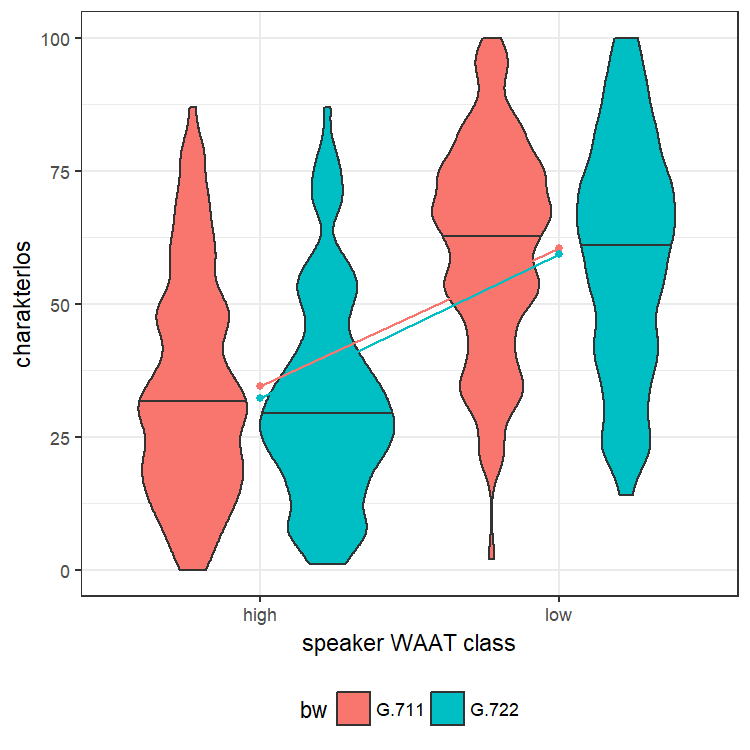 100
75
50
25
0
charakterlos
high low
speaker WAAT class
bw G.711 G.722